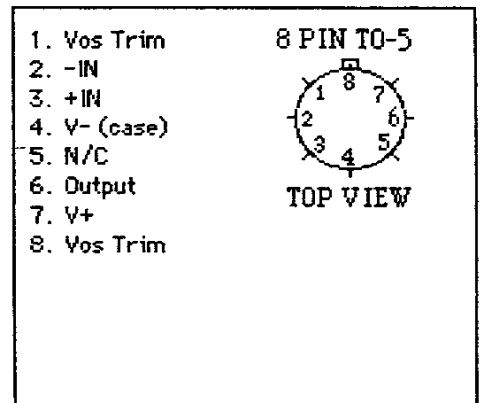 1. Vos Trim
2. -IN
3. +IN
4. V- (case)
5. N/C
6. Output
7. V+
8. Vos Trim
8 PIN TO-5
8
1 7
2 6
3 5
4
TOP VIEW